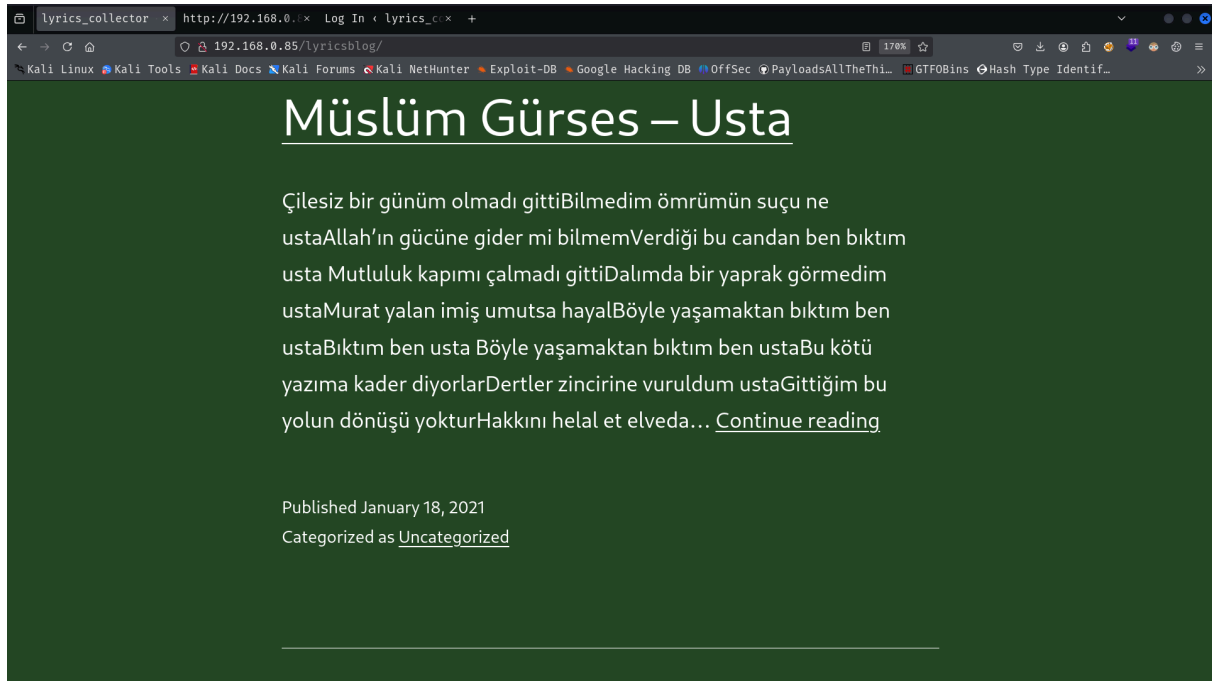 lyrics_collector ×
http://192.168.0.8 ×
Log In ‹ lyrics_co ×
+
192.168.0.85/lyricsblog/
170%
11
Kali Linux
Kali Tools
Kali Docs
Kali Forums
Kali NetHunter
Exploit-DB
Google Hacking DB
OffSec
PayloadsAllTheThi…
GTFOBins
Hash Type Identif…
»
Müslüm Gürses – Usta
Çilesiz bir günüm olmadı gittiBilmedim ömrümün suçu ne
ustaAllah’ın gücüne gider mi bilmemVerdiği bu candan ben bıktım
usta Mutluluk kapımı çalmadı gittiDalımda bir yaprak görmedim
ustaMurat yalan imiş umutsa hayalBöyle yaşamaktan bıktım ben
ustaBıktım ben usta Böyle yaşamaktan bıktım ben ustaBu kötü
yazıma kader diyorlarDertler zincirine vuruldum ustaGittiğim bu
yolun dönüşü yokturHakkını helal et elveda… Continue reading
Published January 18, 2021
Categorized as Uncategorized